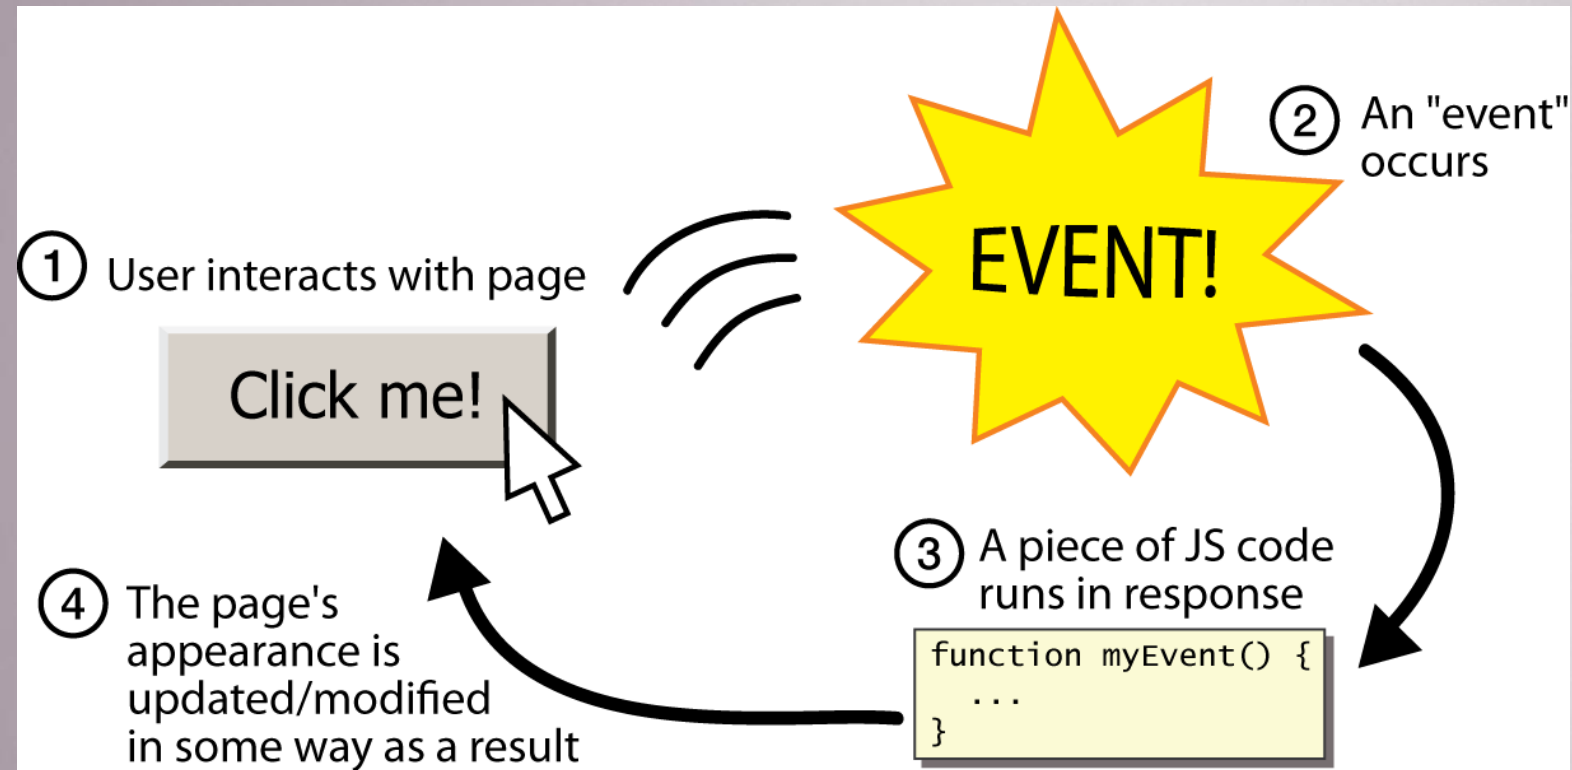 1 User interacts with page
Click me!
EVENT!
2 An "event"
occurs
3 A piece of JS code
runs in response
function myEvent() {
...
}
4 The page's
appearance is
updated/modified
in some way as a result